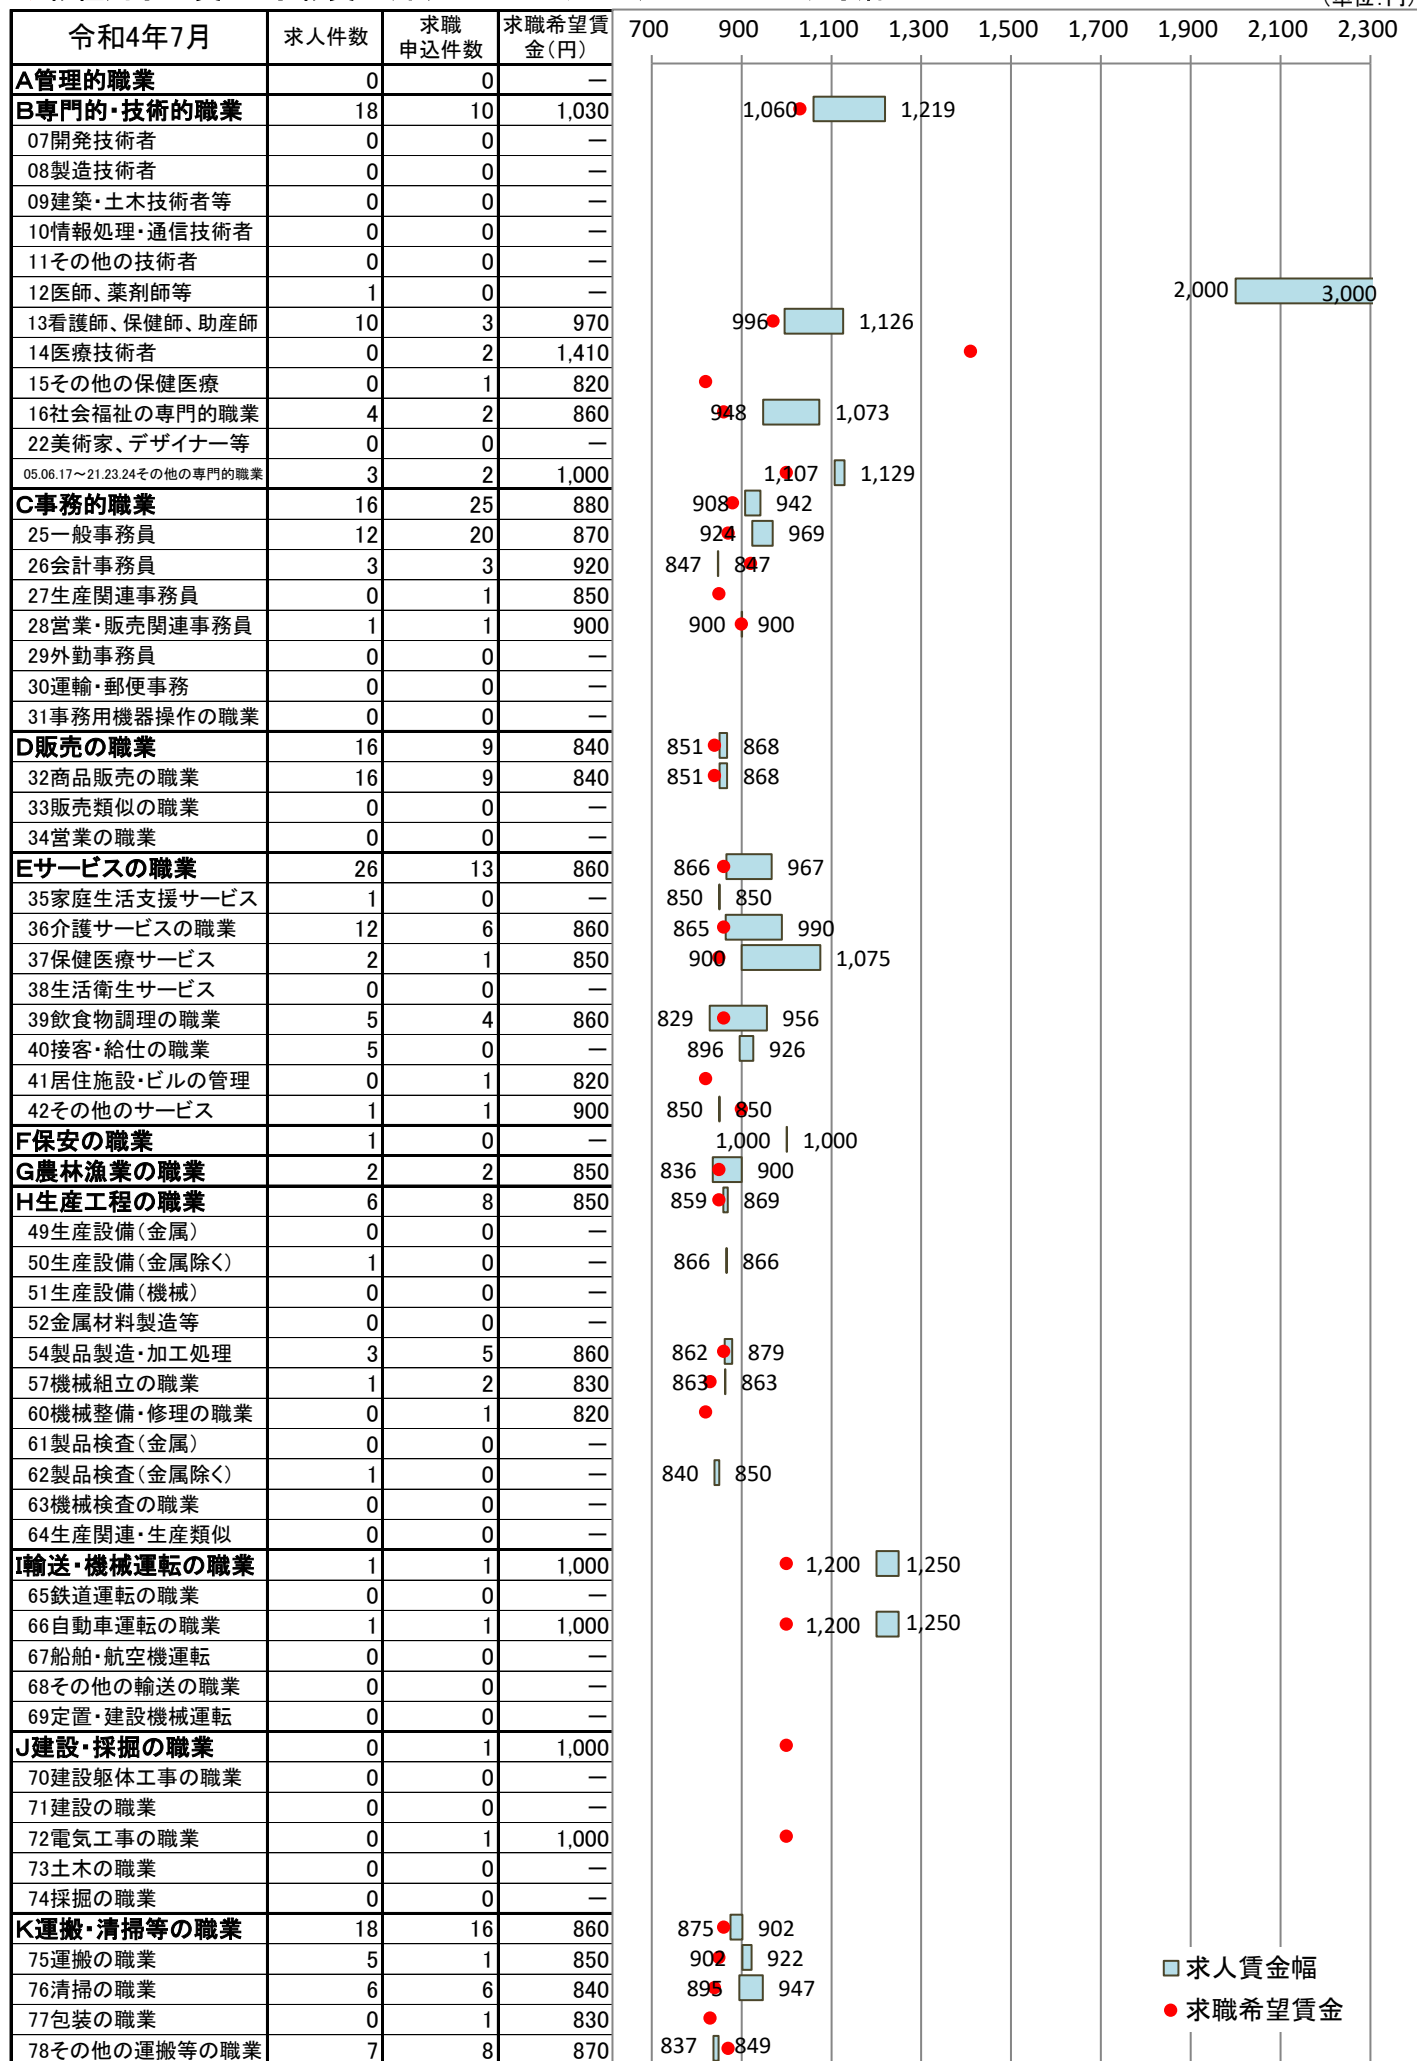 令和4年7月 求人件数 求職申込件数 求職希望賃金(円) 700 900 1,100 1,300 1,500 1,700 1,900 2,100 2,300
A管理的職業 0 0 ―
B専門的・技術的職業 18 10 1,030 1,060 1,219
07開発技術者 0 0 ―
08製造技術者 0 0 ―
09建築・土木技術者等 0 0 ―
10情報処理・通信技術者 0 0 ―
11その他の技術者 0 0 ―
12医師、薬剤師等 1 0 ― 2,000 3,000
13看護師、保健師、助産師 10 3 970 996 1,126
14医療技術者 0 2 1,410
15その他の保健医療 0 1 820
16社会福祉の専門的職業 4 2 860 948 1,073
22美術家、デザイナー等 0 0 ―
05.06.17～21.23.24その他の専門的職業 3 2 1,000 1,107 1,129
C事務的職業 16 25 880 908 942
25一般事務員 12 20 870 924 969
26会計事務員 3 3 920 847 847
27生産関連事務員 0 1 850
28営業・販売関連事務員 1 1 900 900 900
29外勤事務員 0 0 ―
30運輸・郵便事務 0 0 ―
31事務用機器操作の職業 0 0 ―
D販売の職業 16 9 840 851 868
32商品販売の職業 16 9 840 851 868
33販売類似の職業 0 0 ―
34営業の職業 0 0 ―
Eサービスの職業 26 13 860 866 967
35家庭生活支援サービス 1 0 ― 850 850
36介護サービスの職業 12 6 860 865 990
37保健医療サービス 2 1 850 900 1,075
38生活衛生サービス 0 0 ―
39飲食物調理の職業 5 4 860 829 956
40接客・給仕の職業 5 0 ― 896 926
41居住施設・ビルの管理 0 1 820
42その他のサービス 1 1 900 850 850
F保安の職業 1 0 ― 1,000 1,000
G農林漁業の職業 2 2 850 836 900
H生産工程の職業 6 8 850 859 869
49生産設備(金属) 0 0 ―
50生産設備(金属除く) 1 0 ― 866 866
51生産設備(機械) 0 0 ―
52金属材料製造等 0 0 ―
54製品製造・加工処理 3 5 860 862 879
57機械組立の職業 1 2 830 863 863
60機械整備・修理の職業 0 1 820
61製品検査(金属) 0 0 ―
62製品検査(金属除く) 1 0 ― 840 850
63機械検査の職業 0 0 ―
64生産関連・生産類似 0 0 ―
I輸送・機械運転の職業 1 1 1,000 1,200 1,250
65鉄道運転の職業 0 0 ―
66自動車運転の職業 1 1 1,000 1,200 1,250
67船舶・航空機運転 0 0 ―
68その他の輸送の職業 0 0 ―
69定置・建設機械運転 0 0 ―
J建設・採掘の職業 0 1 1,000
70建設躯体工事の職業 0 0 ―
71建設の職業 0 0 ―
72電気工事の職業 0 1 1,000
73土木の職業 0 0 ―
74採掘の職業 0 0 ―
K運搬・清掃等の職業 18 16 860 875 902
75運搬の職業 5 1 850 902 922
求人賃金幅
76清掃の職業 6 6 840 895 947
求職希望賃金
77包装の職業 0 1 830
78その他の運搬等の職業 7 8 870 837 849